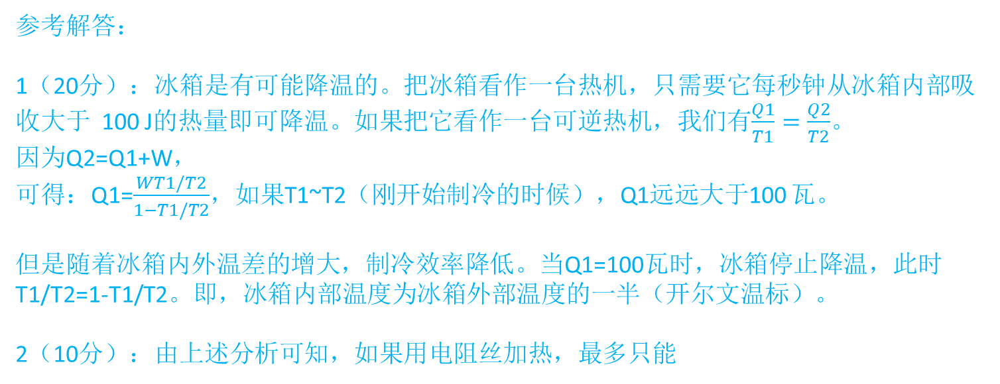 参考解答：
1（20分）：冰箱是有可能降温的。把冰箱看作一台热机，只需要它每秒钟从冰箱内部吸
收大于 100 J的热量即可降温。如果把它看作一台可逆热机，我们有Q1/T1 = Q2/T2。
因为Q2=Q1+W，
可得：Q1=(WT1/T2)/(1−T1/T2)，如果T1~T2（刚开始制冷的时候），Q1远远大于100 瓦。
但是随着冰箱内外温差的增大，制冷效率降低。当Q1=100瓦时，冰箱停止降温，此时
T1/T2=1-T1/T2。即，冰箱内部温度为冰箱外部温度的一半（开尔文温标）。
2（10分）：由上述分析可知，如果用电阻丝加热，最多只能